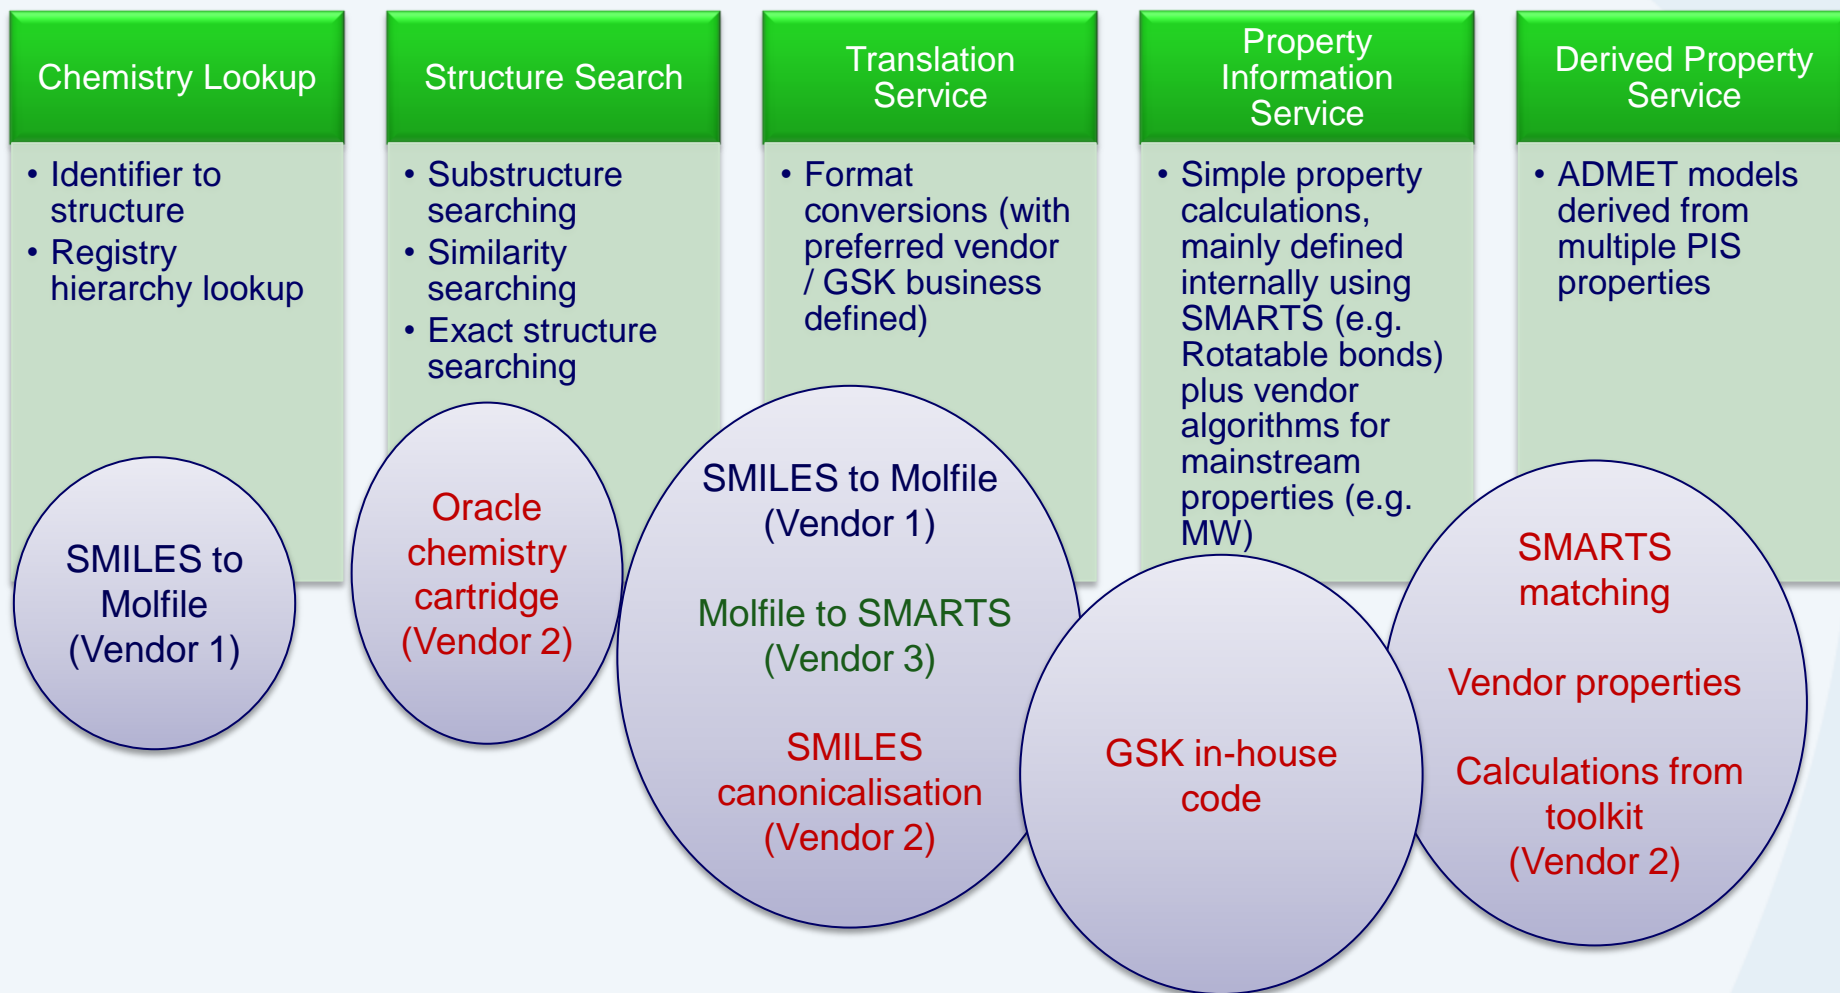 Chemistry Lookup
• Identifier to
structure
• Registry
hierarchy lookup
SMILES to
Molfile
(Vendor 1)
Structure Search
• Substructure
searching
• Similarity
searching
• Exact structure
searching
Oracle
chemistry
cartridge
(Vendor 2)
Translation
Service
• Format
conversions (with
preferred vendor
/ GSK business
defined)
SMILES to Molfile
(Vendor 1)
Molfile to SMARTS
(Vendor 3)
SMILES
canonicalisation
(Vendor 2)
Property
Information
Service
• Simple property
calculations,
mainly defined
internally using
SMARTS (e.g.
Rotatable bonds)
plus vendor
algorithms for
mainstream
properties (e.g.
MW)
GSK in-house
code
Derived Property
Service
• ADMET models
derived from
multiple PIS
properties
SMARTS
matching
Vendor properties
Calculations from
toolkit
(Vendor 2)